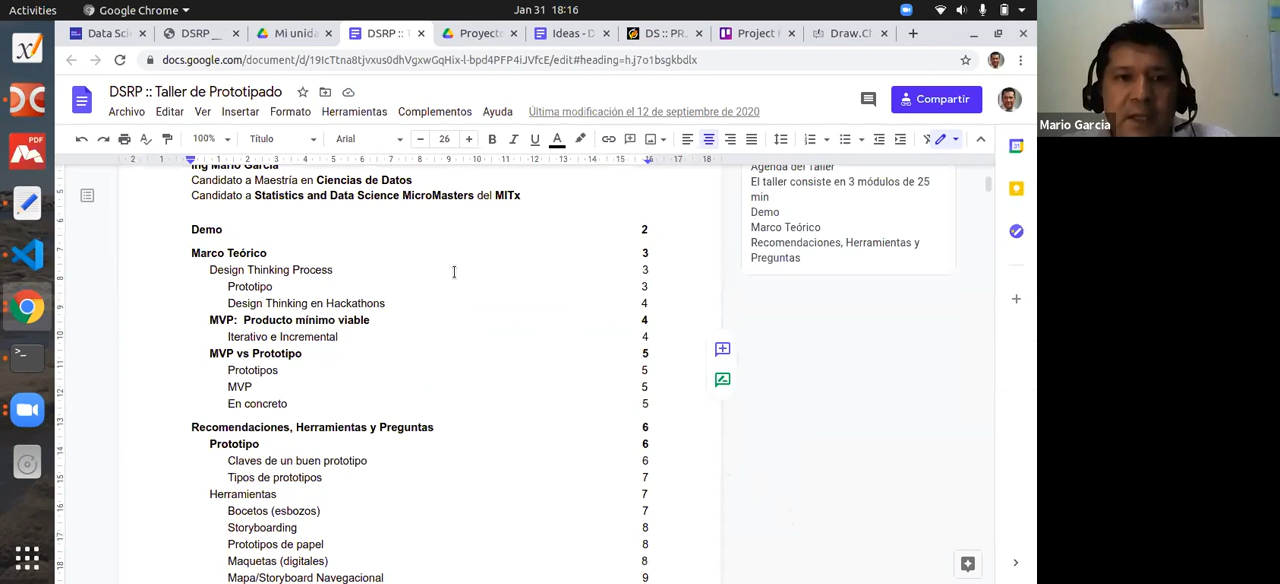 Activities
Google Chrome
Jan 31 18:16
Data Sci
DSRP __
Mi unida
DSRP :: T
Proyecto
Ideas - D
DS :: PR
Project
Draw.Ch
docs.google.com/document/d/19IcTtna8tjvxus0dhVgxwGqHix-l-bpd4PFP4iJVfcE/edit#heading=h.j7o1bsgkbdlx
DSRP :: Taller de Prototipado
Archivo Editar Ver Insertar Formato Herramientas Complementos Ayuda
Última modificación el 12 de septiembre de 2020
Compartir
100% Título Arial 26
Ing Mario Garcia
Candidato a Maestría en Ciencias de Datos
Candidato a Statistics and Data Science MicroMasters del MITx
Demo 2
Marco Teórico 3
Design Thinking Process 3
Prototipo 3
Design Thinking en Hackathons 4
MVP: Producto mínimo viable 4
Iterativo e Incremental 4
MVP vs Prototipo 5
Prototipos 5
MVP 5
En concreto 5
Recomendaciones, Herramientas y Preguntas 6
Prototipo 6
Claves de un buen prototipo 6
Tipos de prototipos 7
Herramientas 7
Bocetos (esbozos) 7
Storyboarding 8
Prototipos de papel 8
Maquetas (digitales) 8
Mapa/Storyboard Navegacional 9
Agenda del Taller
El taller consiste en 3 módulos de 25
min
Demo
Marco Teórico
Recomendaciones, Herramientas y
Preguntas
Mario Garcia